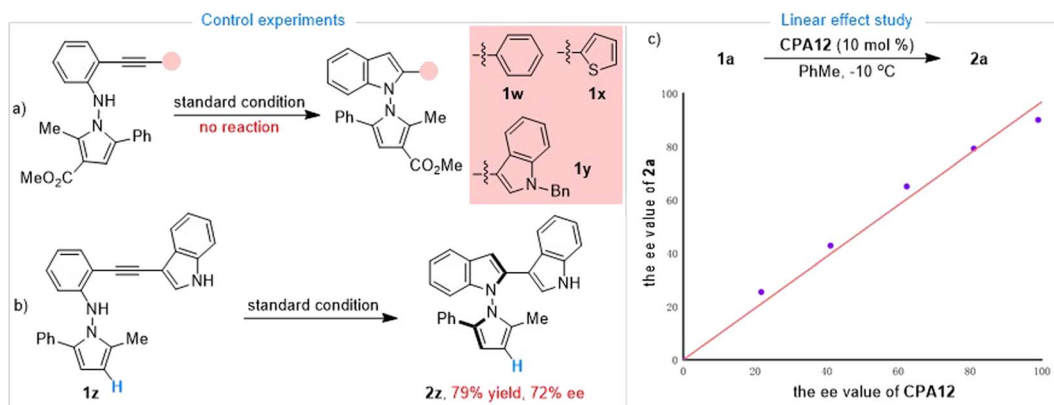 Control experiments
Linear effect study
a)
NH
N
Me
Ph
MeO₂C
standard condition
no reaction
N
N
Ph
Me
CO₂Me
1w
S
1x
N
Bn
1y
b)
NH
NH
N
Ph
Me
H
1z
standard condition
NH
N
N
Ph
Me
H
2z, 79% yield, 72% ee
c)
1a
CPA12 (10 mol %)
PhMe, -10 °C
2a
100
80
60
40
20
0
the ee value of 2a
0
20
40
60
80
100
the ee value of CPA12